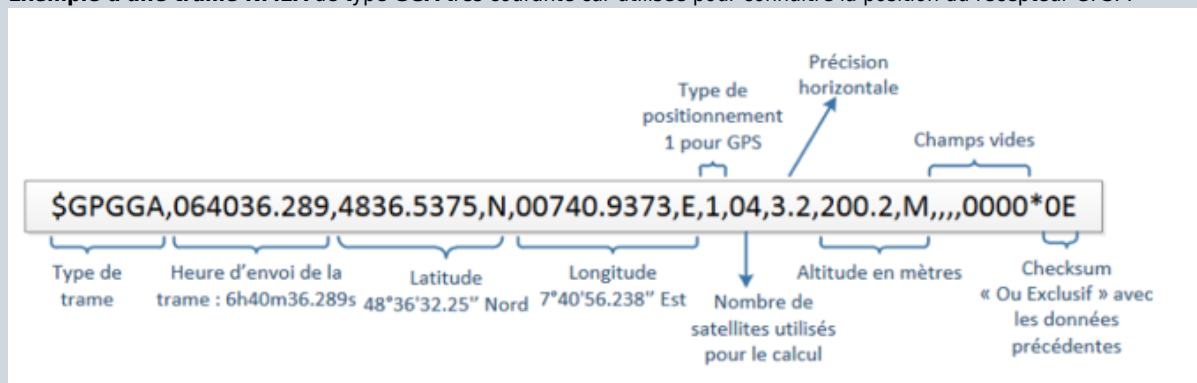 Exemple d'une trame NMEA de type GGA très courante car utilisée pour connaître la position du récepteur GPS. :
Précision
horizontale
Type de
positionnement
1 pour GPS
Champs vides
$GPGGA,064036.289,4836.5375,N,00740.9373,E,1,04,3.2,200.2,M,,,,0000*0E
Type de
trame
Heure d'envoi de la
trame : 6h40m36.289s
Latitude
48°36'32.25" Nord
Longitude
7°40'56.238" Est
Nombre de
satellites utilisés
pour le calcul
Altitude en mètres
Checksum
« Ou Exclusif » avec
les données
précédentes